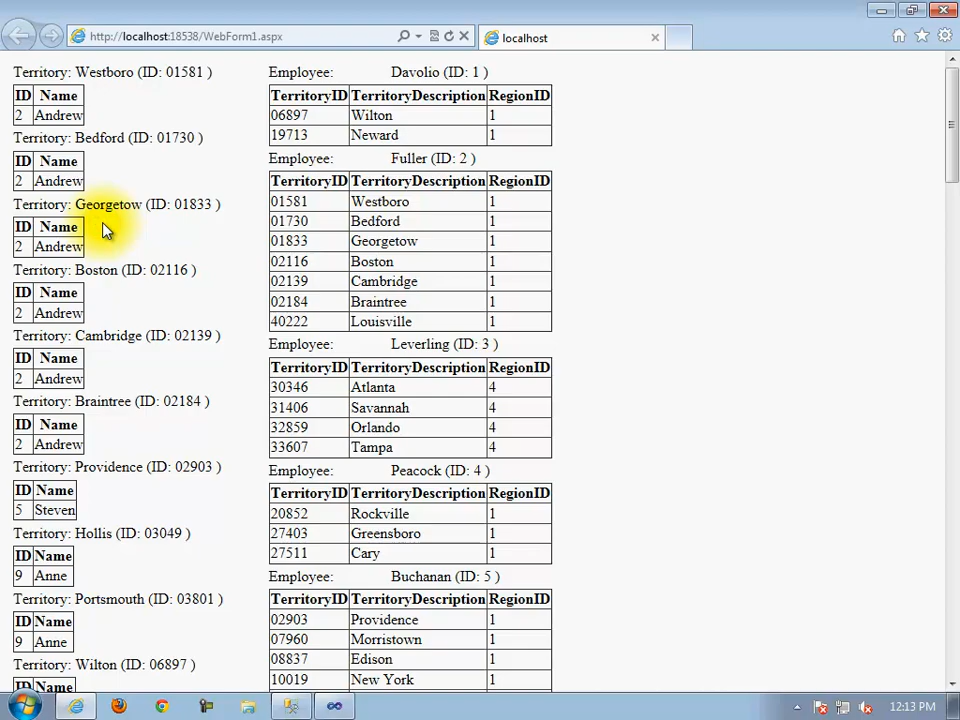 http://localhost:18538/WebForm1.aspx
localhost
Territory: Westboro (ID: 01581 )
ID Name
2 Andrew
Territory: Bedford (ID: 01730 )
ID Name
2 Andrew
Territory: Georgetow (ID: 01833 )
ID Name
2 Andrew
Territory: Boston (ID: 02116 )
ID Name
2 Andrew
Territory: Cambridge (ID: 02139 )
ID Name
2 Andrew
Territory: Braintree (ID: 02184 )
ID Name
2 Andrew
Territory: Providence (ID: 02903 )
ID Name
5 Steven
Territory: Hollis (ID: 03049 )
ID Name
9 Anne
Territory: Portsmouth (ID: 03801 )
ID Name
9 Anne
Territory: Wilton (ID: 06897 )
ID Name
Employee: Davolio (ID: 1 )
TerritoryID TerritoryDescription RegionID
06897 Wilton 1
19713 Neward 1
Employee: Fuller (ID: 2 )
TerritoryID TerritoryDescription RegionID
01581 Westboro 1
01730 Bedford 1
01833 Georgetow 1
02116 Boston 1
02139 Cambridge 1
02184 Braintree 1
40222 Louisville 1
Employee: Leverling (ID: 3 )
TerritoryID TerritoryDescription RegionID
30346 Atlanta 4
31406 Savannah 4
32859 Orlando 4
33607 Tampa 4
Employee: Peacock (ID: 4 )
TerritoryID TerritoryDescription RegionID
20852 Rockville 1
27403 Greensboro 1
27511 Cary 1
Employee: Buchanan (ID: 5 )
TerritoryID TerritoryDescription RegionID
02903 Providence 1
07960 Morristown 1
08837 Edison 1
10019 New York 1
12:13 PM